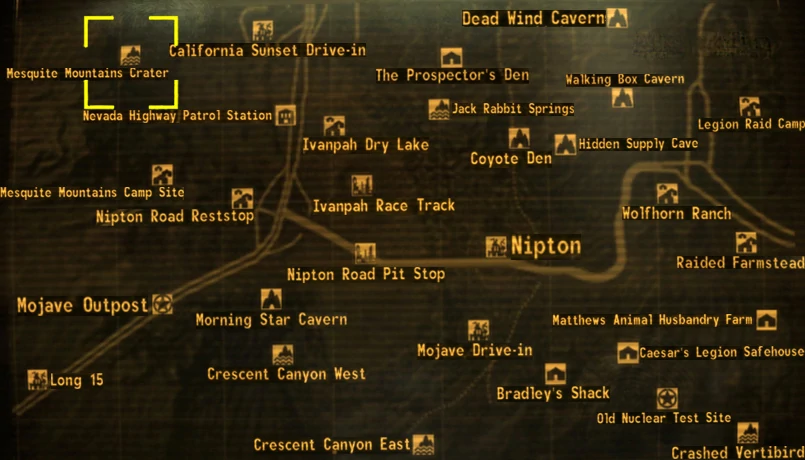 Dead Wind Cavern
California Sunset Drive-in
Mesquite Mountains Crater
The Prospector's Den
Walking Box Cavern
Nevada Highway Patrol Station
Jack Rabbit Springs
Legion Raid Camp
Ivanpah Dry Lake
Hidden Supply Cave
Coyote Den
Mesquite Mountains Camp Site
Nipton Road Reststop
Ivanpah Race Track
Wolfhorn Ranch
Nipton
Raided Farmstead
Nipton Road Pit Stop
Mojave Outpost
Morning Star Cavern
Matthews Animal Husbandry Farm
Mojave Drive-in
Caesar's Legion Safehouse
Crescent Canyon West
Long 15
Bradley's Shack
Old Nuclear Test Site
Crescent Canyon East
Crashed Vertibird